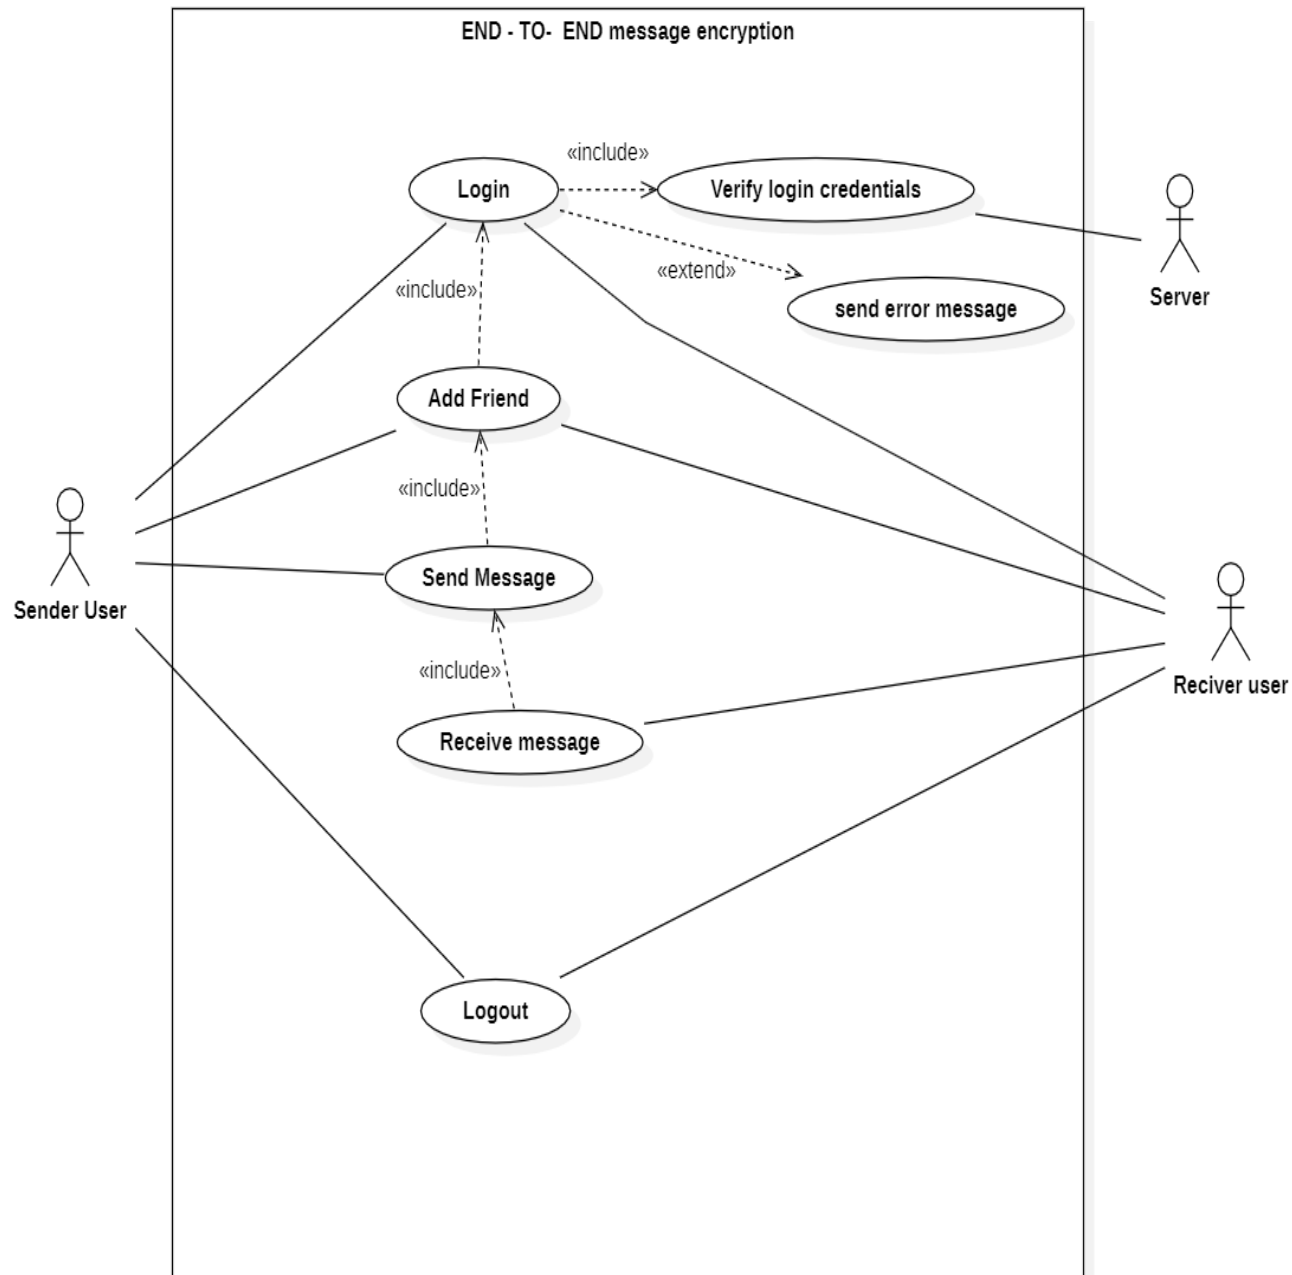 END - TO-  END message encryption
«include»
Login
Verify login credentials
«extend»
Server
«include»
send error message
Add Friend
«include»
Send Message
Sender User
«include»
Reciver user
Receive message
Logout